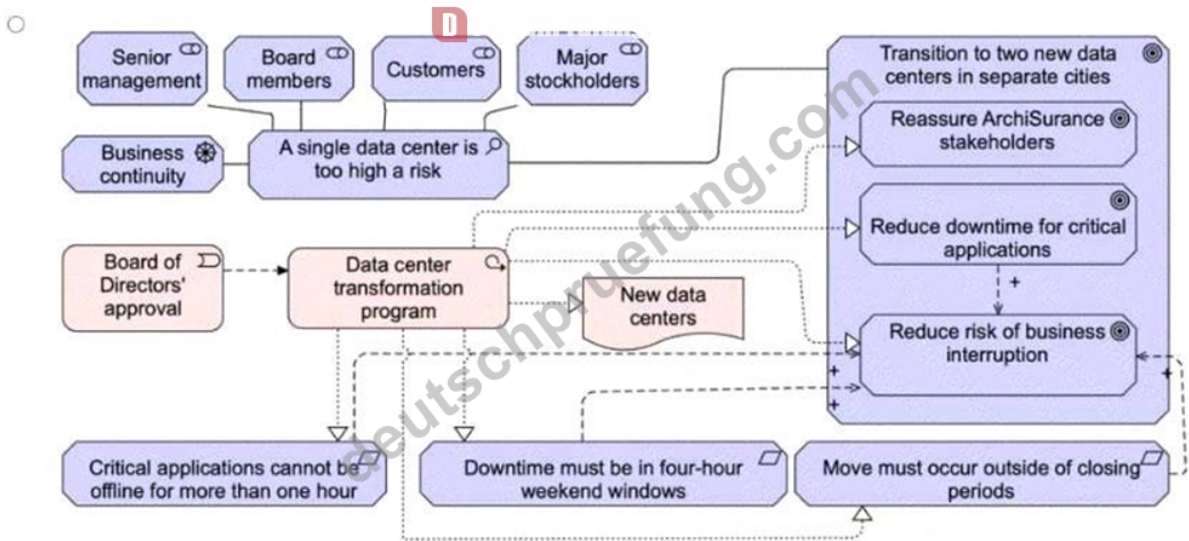 D
Senior
management
Board
members
Customers
Major
stockholders
Business
continuity
A single data center is
too high a risk
Transition to two new data
centers in separate cities
Reassure ArchiSurance
stakeholders
Reduce downtime for critical
applications
+
Reduce risk of business
interruption
Board of
Directors'
approval
Data center
transformation
program
New data
centers
+
+
+
Critical applications cannot be
offline for more than one hour
Downtime must be in four-hour
weekend windows
Move must occur outside of closing
periods
deutschpruefung.com